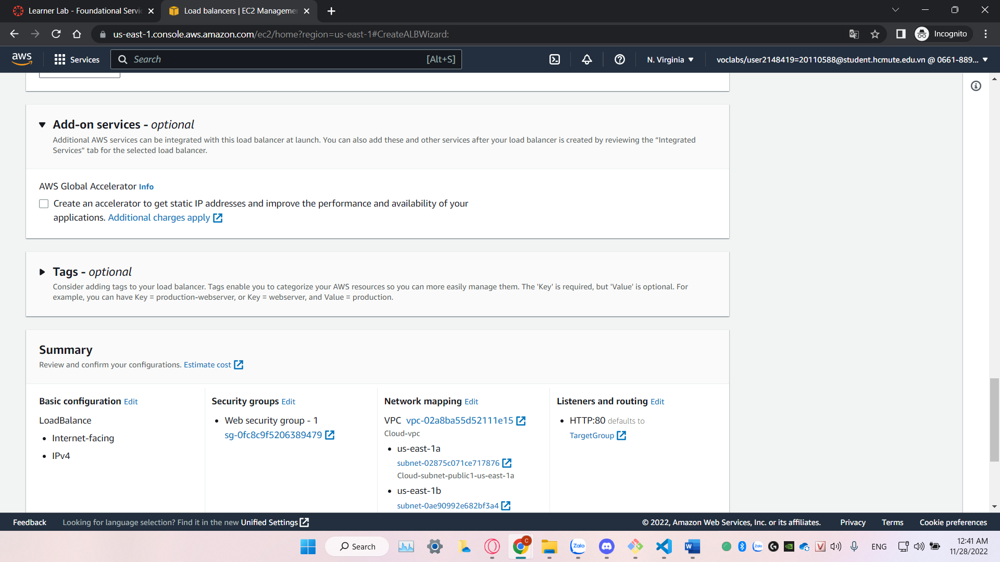 Learner Lab - Foundational Servic
Load balancers | EC2 Managemen
us-east-1.console.aws.amazon.com/ec2/home?region=us-east-1#CreateALBWizard:
Incognito
aws
Services
Search
[Alt+S]
N. Virginia
voclabs/user2148419=20110588@student.hcmute.edu.vn @ 0661-889...
Add-on services - optional
Additional AWS services can be integrated with this load balancer at launch. You can also add these and other services after your load balancer is created by reviewing the “Integrated
Services” tab for the selected load balancer.
AWS Global Accelerator Info
Create an accelerator to get static IP addresses and improve the performance and availability of your
applications. Additional charges apply
Tags - optional
Consider adding tags to your load balancer. Tags enable you to categorize your AWS resources so you can more easily manage them. The 'Key' is required, but 'Value' is optional. For
example, you can have Key = production-webserver, or Key = webserver, and Value = production.
Summary
Review and confirm your configurations. Estimate cost
Basic configuration Edit
LoadBalance
• Internet-facing
• IPv4
Security groups Edit
• Web security group - 1
sg-0fc8c9f5206389479
Network mapping Edit
VPC vpc-02a8ba55d52111e15
Cloud-vpc
• us-east-1a
subnet-02875c071ce717876
Cloud-subnet-public1-us-east-1a
• us-east-1b
subnet-0ae90992e682bf3a4
Listeners and routing Edit
• HTTP:80 defaults to
TargetGroup
Feedback
Looking for language selection? Find it in the new Unified Settings
© 2022, Amazon Web Services, Inc. or its affiliates.
Privacy
Terms
Cookie preferences
Search
C
Zalo
W
Zalo
V
ENG
12:41 AM
11/28/2022